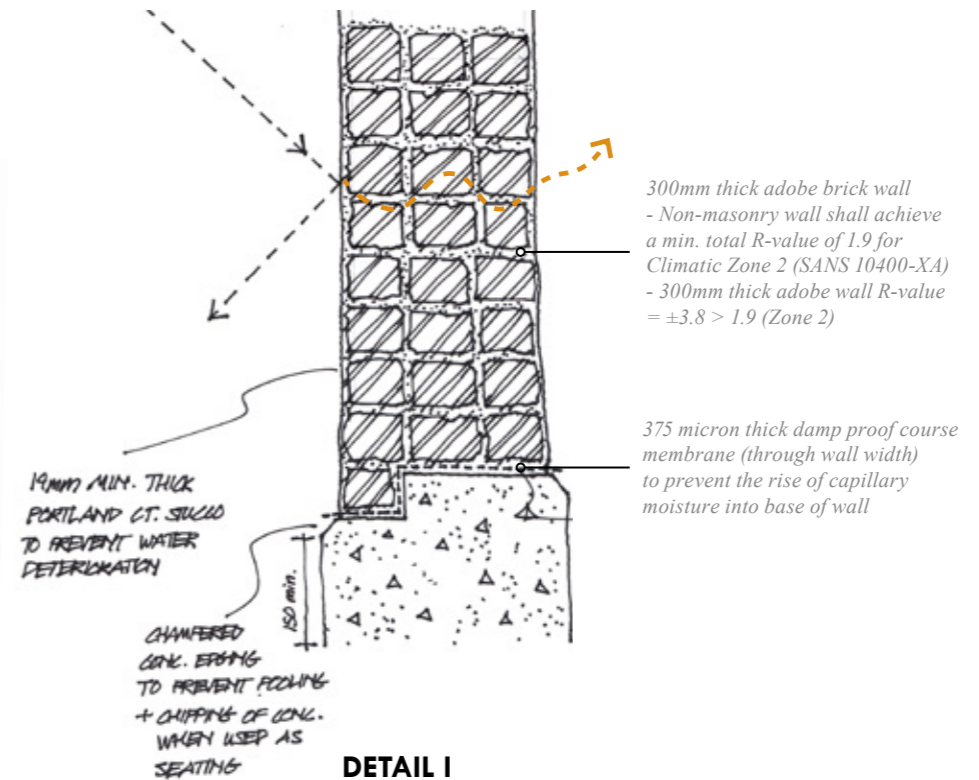 300mm thick adobe brick wall
- Non-masonry wall shall achieve
a min. total R-value of 1.9 for
Climatic Zone 2 (SANS 10400-XA)
- 300mm thick adobe wall R-value
= ±3.8 > 1.9 (Zone 2)
375 micron thick damp proof course
membrane (through wall width)
to prevent the rise of capillary
moisture into base of wall
19mm MIN. THICK
PORTLAND CT. STUCCO
TO PREVENT WATER
DETERIORATION
150 min.
CHAMFERED
CONC. EDGING
TO PREVENT POOLING
+ CHIPPING OF CONC.
WHEN USED AS
SEATING
DETAIL I